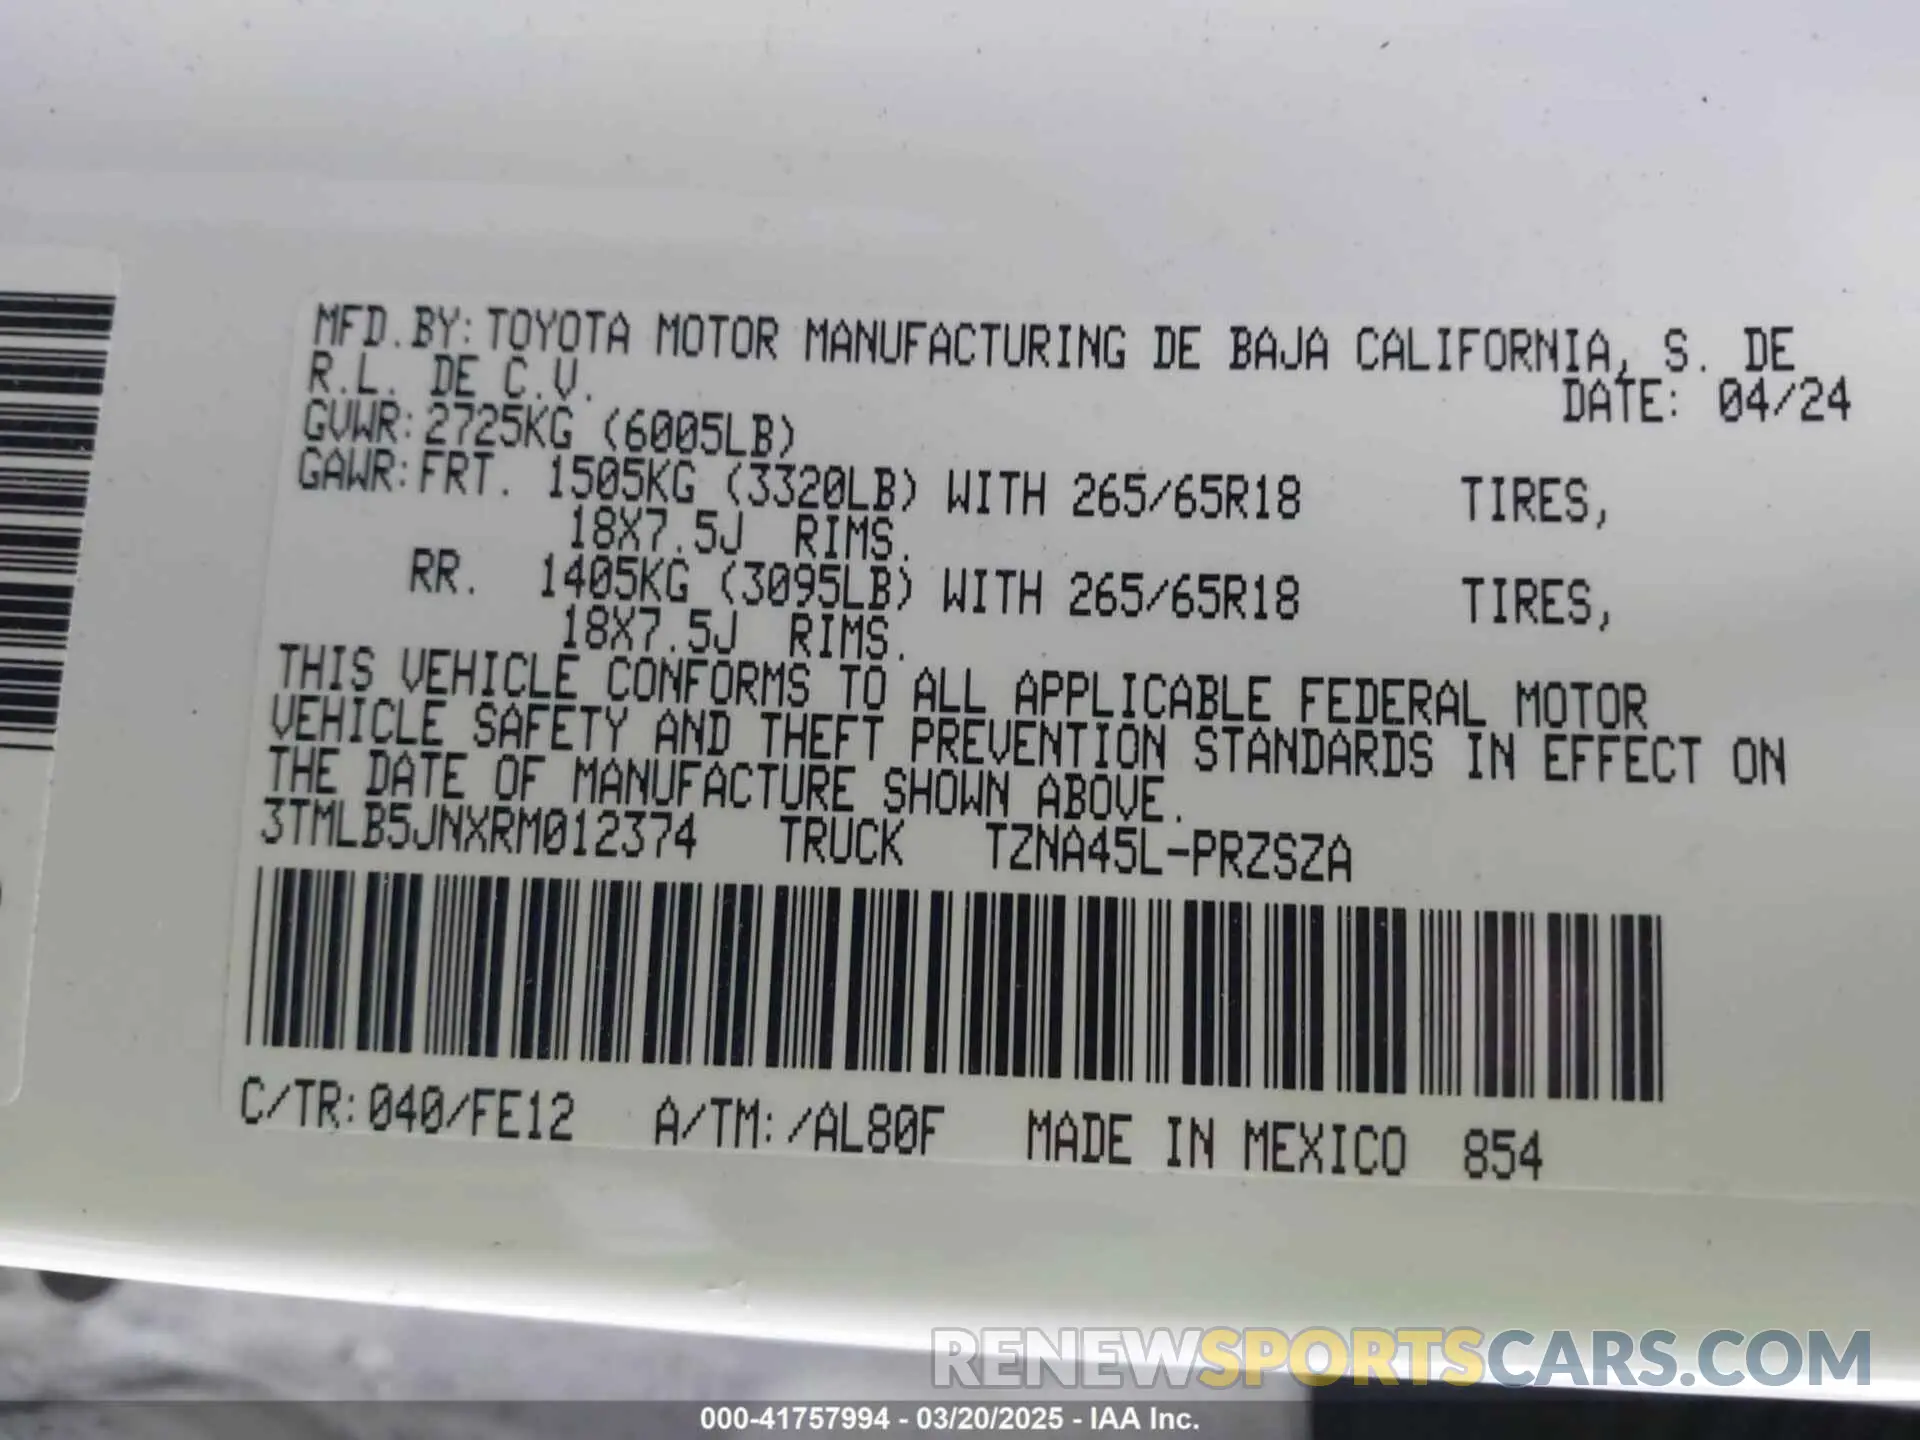 MFD.BY:TOYOTA MOTOR MANUFACTURING DE BAJA CALIFORNIA, S. DE
R.L. DE C.V.
DATE: 04/24
GVWR:2725KG (6005LB)
GAWR:FRT. 1505KG (3320LB) WITH 265/65R18 TIRES,
18X7.5J RIMS.
RR. 1405KG (3095LB) WITH 265/65R18 TIRES,
18X7.5J RIMS.
THIS VEHICLE CONFORMS TO ALL APPLICABLE FEDERAL MOTOR
VEHICLE SAFETY AND THEFT PREVENTION STANDARDS IN EFFECT ON
THE DATE OF MANUFACTURE SHOWN ABOVE.
3TMLB5JNXRM012374 TRUCK TZNA45L-PRZSZA
C/TR:040/FE12 A/TM:/AL80F MADE IN MEXICO 854
RENEWSPORTSCARS.COM
000-41757994 - 03/20/2025 - IAA Inc.